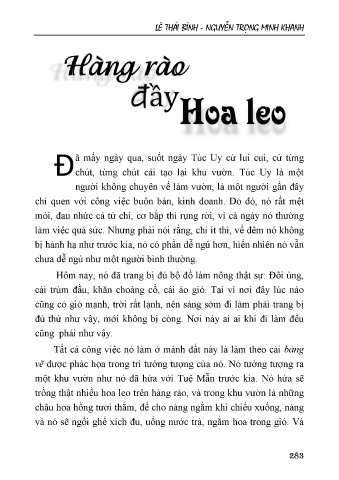 LÊ THÁI BÌNH - NGUYỄN TRỌNG MINH KHANH
Hàng rào
đầy
Hoa leo
Đã mấy ngày qua, suốt ngày Túc Uy cứ lui cui, cứ từng
chút, từng chút cải tạo lại khu vườn. Túc Uy là một
người không chuyên về làm vườn, là một người gần đây
chỉ quen với công việc buôn bán, kinh doanh. Do đó, nó rất mệt
mỏi, đau nhức cả tứ chi, cơ bắp thì rụng rời, vì cả ngày nó thường
làm việc quá sức. Nhưng phải nói rằng, chí ít thì, về đêm nó không
bị hành hạ như trước kia, nó có phần dễ ngủ hơn, hiển nhiên nó vẫn
chưa dễ ngủ như một người bình thường.
Hôm nay, nó đã trang bị đủ bộ đồ làm nông thật sự: Đôi ủng,
cái trùm đầu, khăn choàng cổ, cái áo gió. Tại vì nơi đây lúc nào
cũng có gió mạnh, trời rất lạnh, nên sáng sớm đi làm phải trang bị
đủ thứ như vậy, mới không bị cóng. Nơi này ai ai khi đi làm đều
cũng phải như vậy.
Tất cả công việc nó làm ở mảnh đất này là làm theo cái bảng
vẽ được phác họa trong trí tưởng tượng của nó. Nó tưởng tượng ra
một khu vườn như nó đã hứa với Tuệ Mẫn trước kia. Nó hứa sẽ
trồng thật nhiều hoa leo trên hàng rào, và trong khu vườn là những
chậu hoa hồng tươi thắm, để cho nàng ngắm khi chiều xuống, nàng
và nó sẽ ngồi ghế xích đu, uống nước trà, ngắm hoa trong gió. Và
283